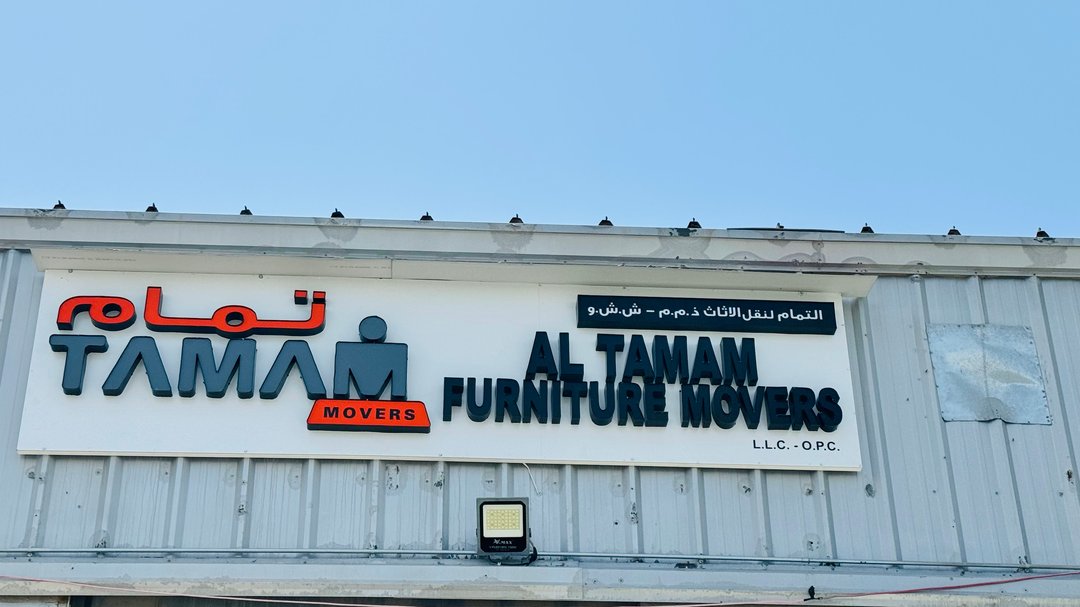 تمام
TAMAM
MOVERS
التمام لنقل الاثاث ذ.م.م - ش.ش.و
AL TAMAM
FURNITURE MOVERS
L.L.C. - O.P.C.